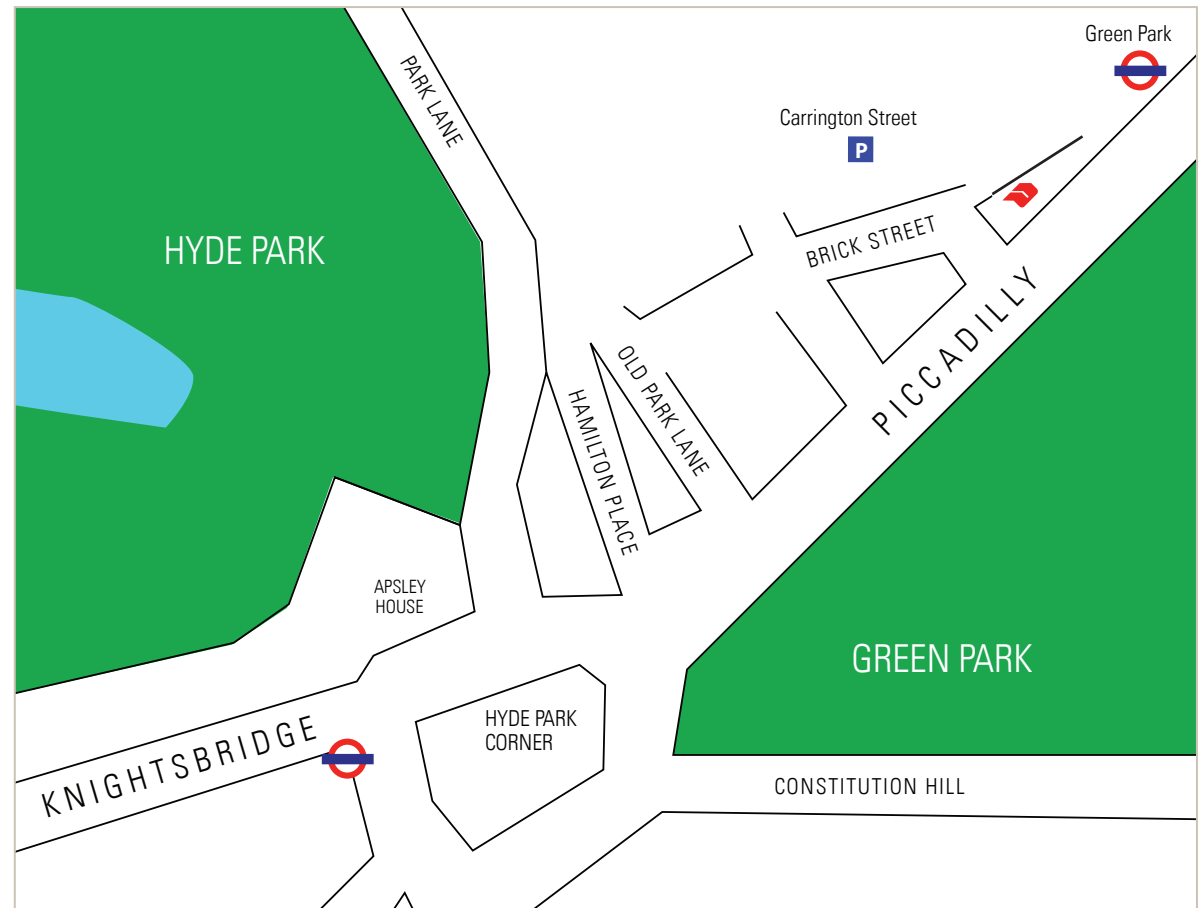 Green Park
PARK LANE
Carrington Street
P
BRICK STREET
HYDE PARK
PICCADILLY
OLD PARK LANE
HAMILTON PLACE
APSLEY
HOUSE
GREEN PARK
HYDE PARK
CORNER
KNIGHTSBRIDGE
CONSTITUTION HILL